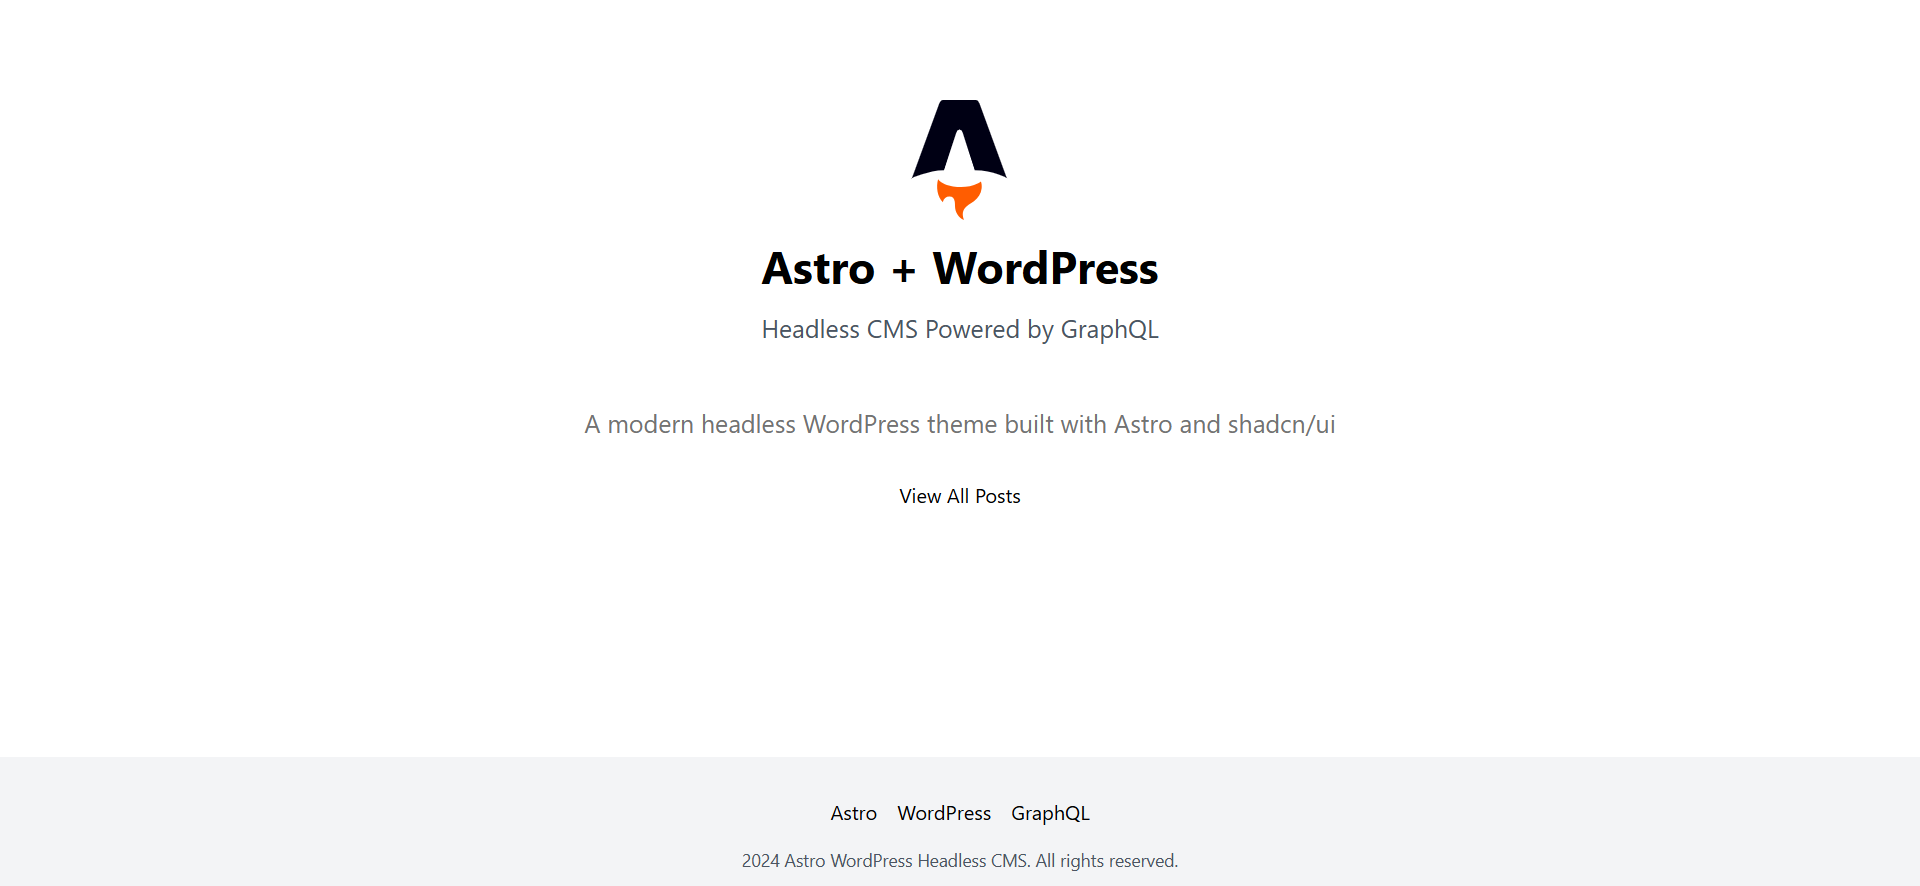 Astro + WordPress
Headless CMS Powered by GraphQL
A modern headless WordPress theme built with Astro and shadcn/ui
View All Posts
Astro WordPress GraphQL
2024 Astro WordPress Headless CMS. All rights reserved.